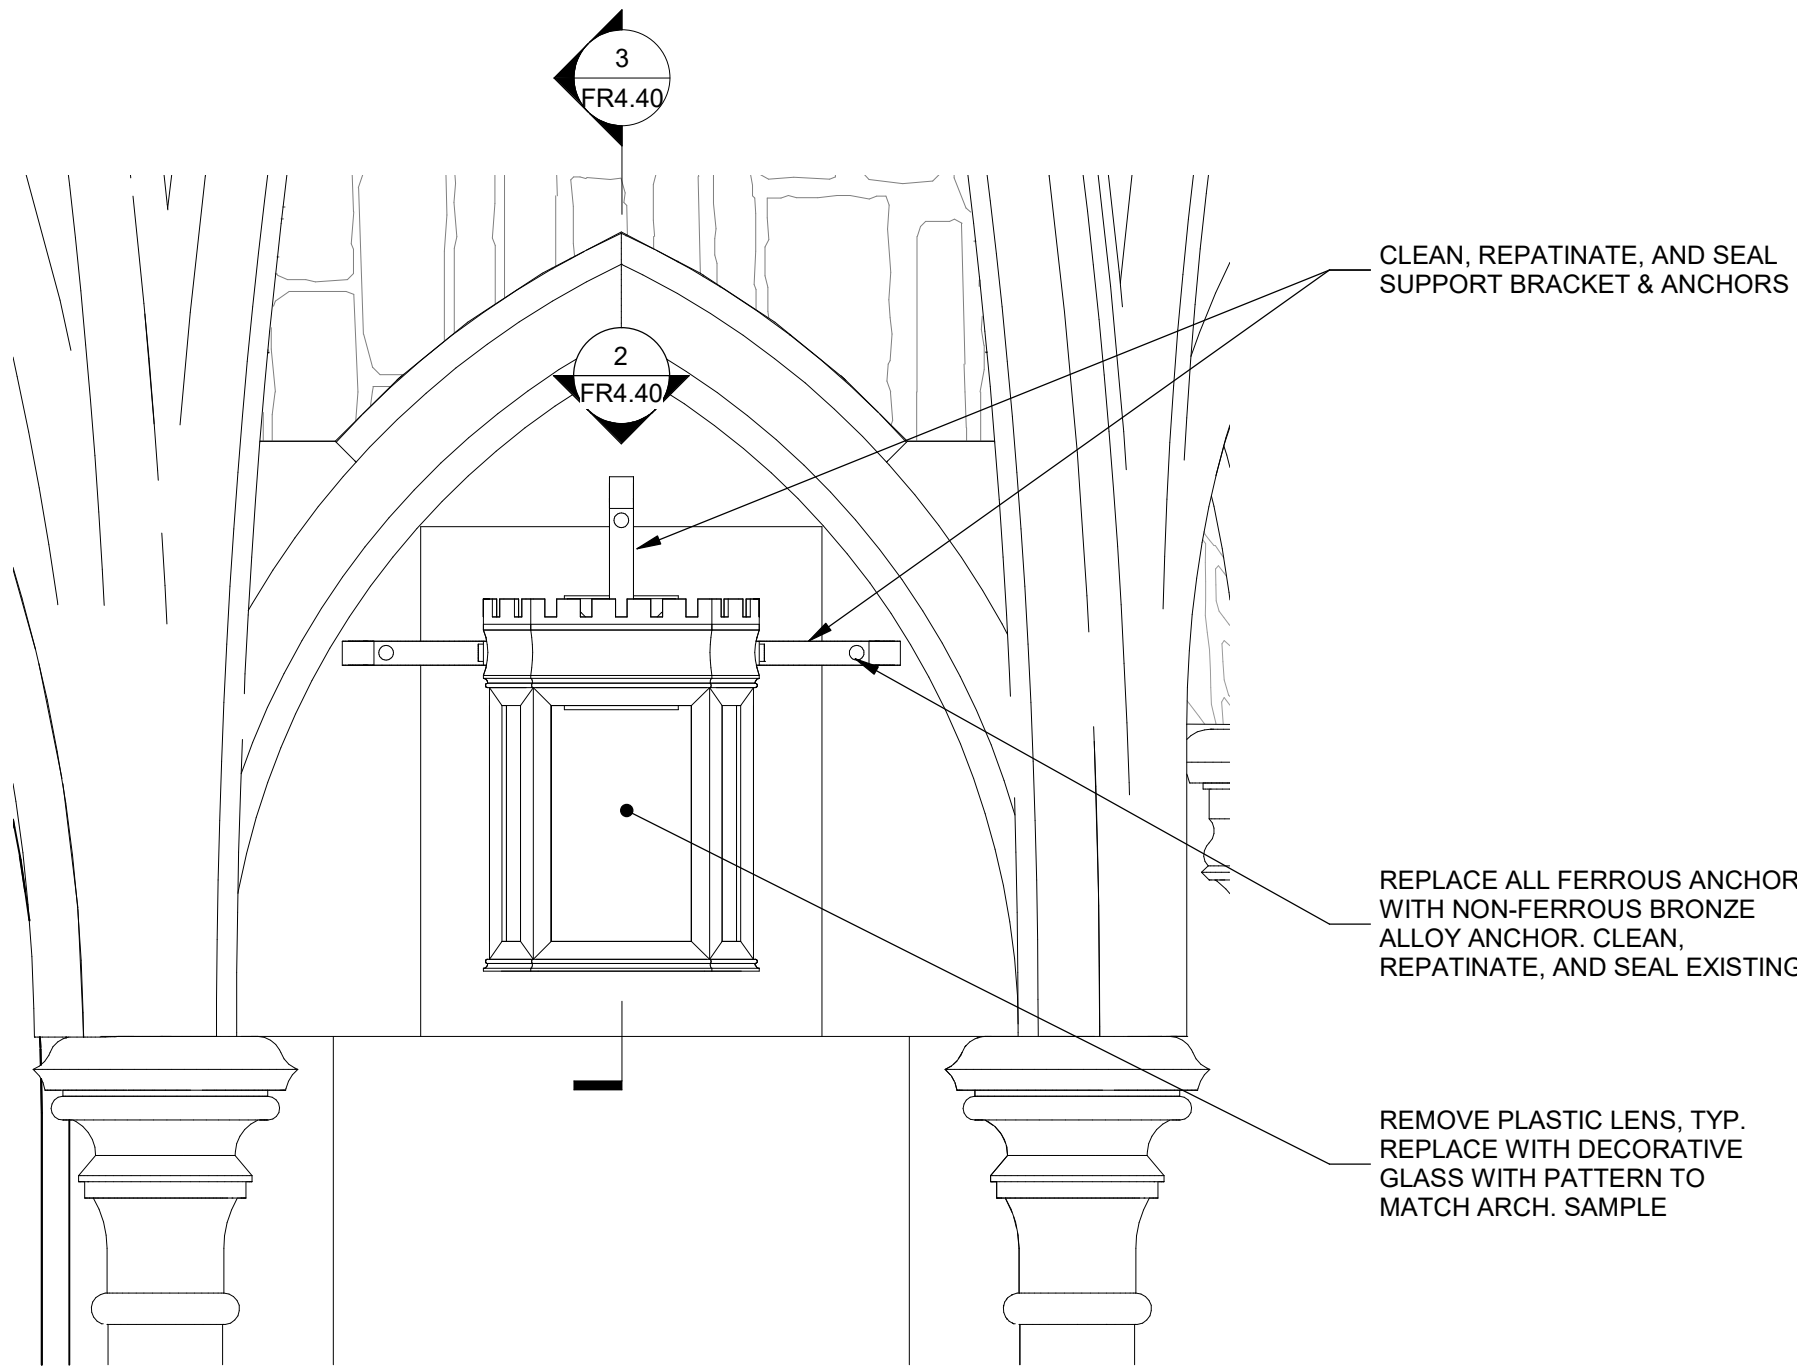 3
FR4.40
2
FR4.40
CLEAN, REPATINATE, AND SEAL
SUPPORT BRACKET & ANCHORS
REPLACE ALL FERROUS ANCHOR
WITH NON-FERROUS BRONZE
ALLOY ANCHOR. CLEAN,
REPATINATE, AND SEAL EXISTING
REMOVE PLASTIC LENS, TYP.
REPLACE WITH DECORATIVE
GLASS WITH PATTERN TO
MATCH ARCH. SAMPLE